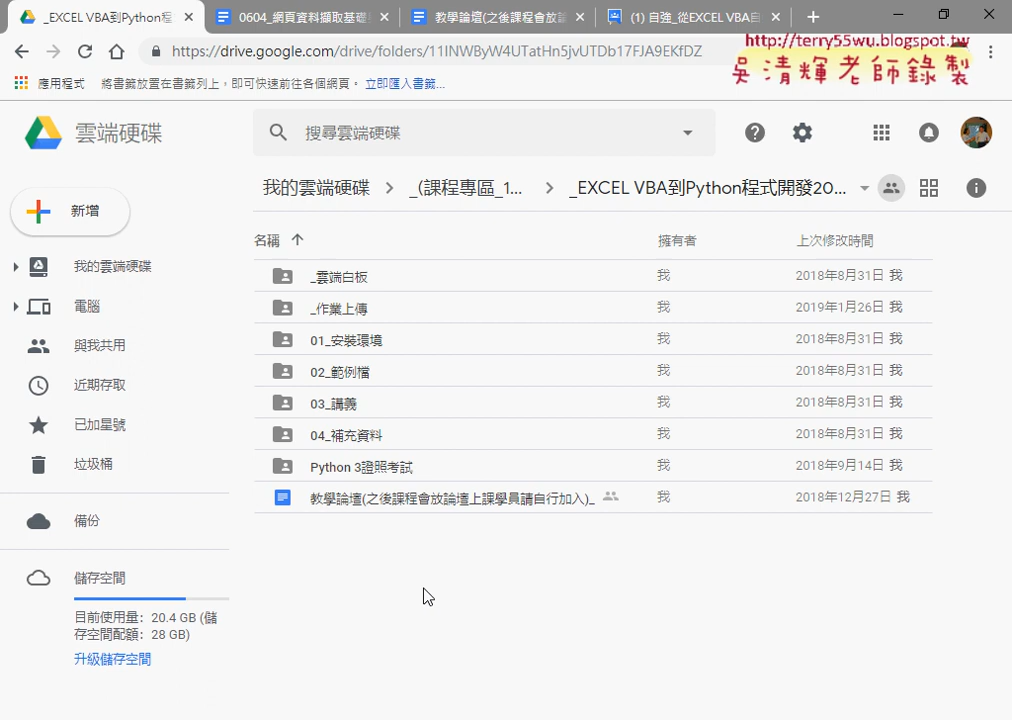 _EXCEL VBA到Python程
0604_網頁資料擷取基礎
教學論壇(之後課程會放論
(1) 自強_從EXCEL VBA自
https://drive.google.com/drive/folders/11INWByW4UTatHn5jvUTDb17FJA9EKfDZ
http://terry55wu.blogspot.tw
吳清輝老師錄製
應用程式
將書籤放置在書籤列上,即可快速前往各個網頁。
立即匯入書籤...
雲端硬碟
搜尋雲端硬碟
新增
我的雲端硬碟
_(課程專區_1...
_EXCEL VBA到Python程式開發20...
名稱
擁有者
上次修改時間
我的雲端硬碟
電腦
與我共用
近期存取
已加星號
垃圾桶
備份
儲存空間
目前使用量: 20.4 GB (儲
存空間配額: 28 GB)
升級儲存空間
_雲端白板 我 2018年8月31日 我
_作業上傳 我 2019年1月26日 我
01_安裝環境 我 2018年8月31日 我
02_範例檔 我 2018年8月31日 我
03_講義 我 2018年8月31日 我
04_補充資料 我 2018年8月31日 我
Python 3證照考試 我 2018年9月14日 我
教學論壇(之後課程會放論壇上課學員請自行加入)_ 我 2018年12月27日 我